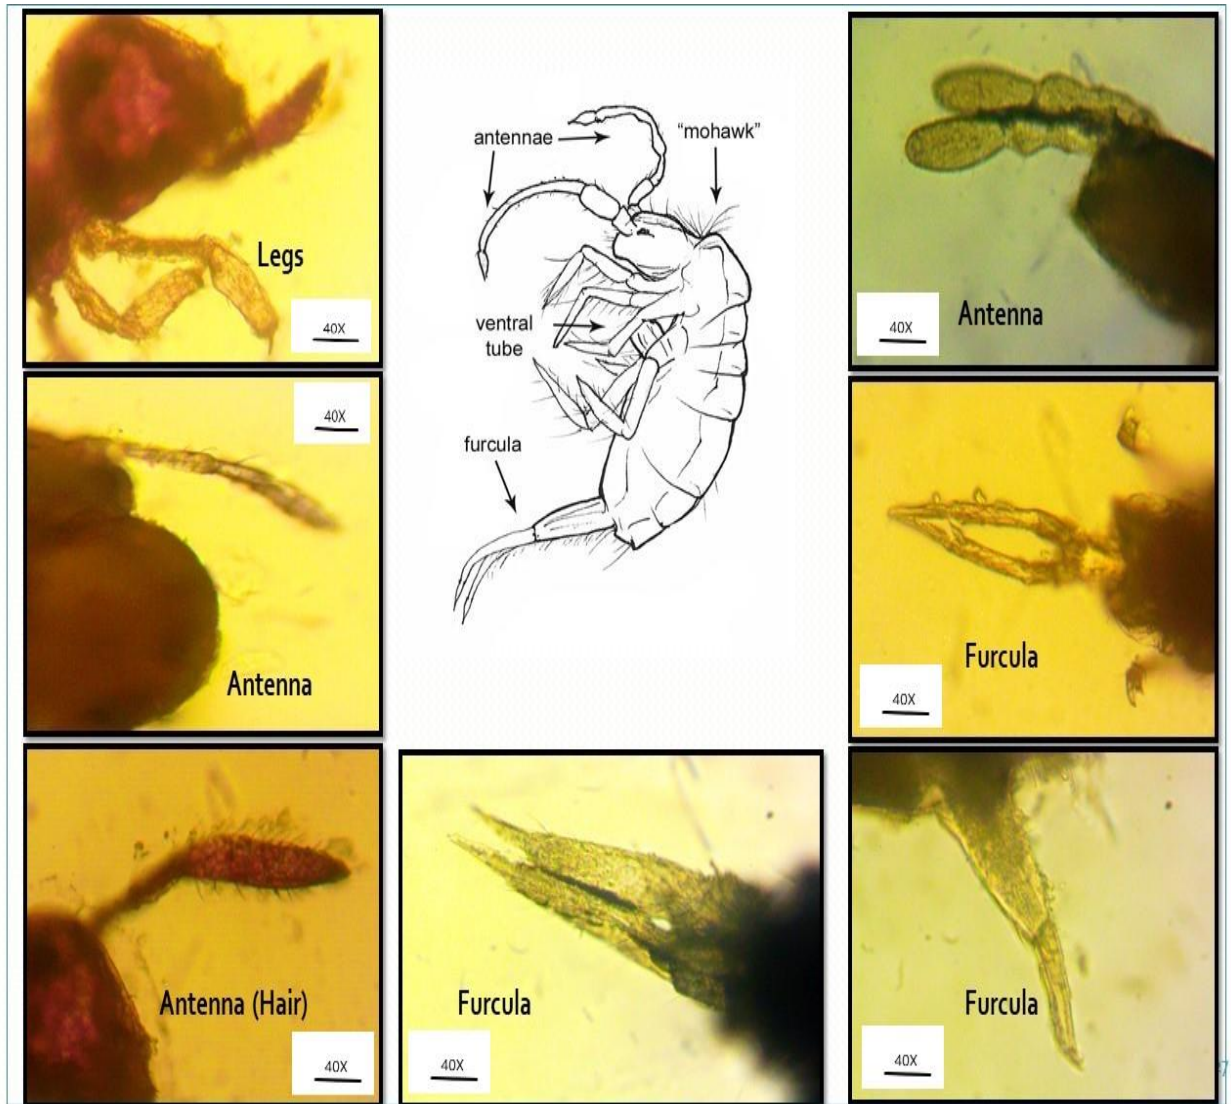 Legs
40X
40X
Antenna
Antenna (Hair)
40X
antennae
"mohawk"
ventral
tube
furcula
Furcula
40X
Antenna
40X
Furcula
40X
Furcula
40X
7